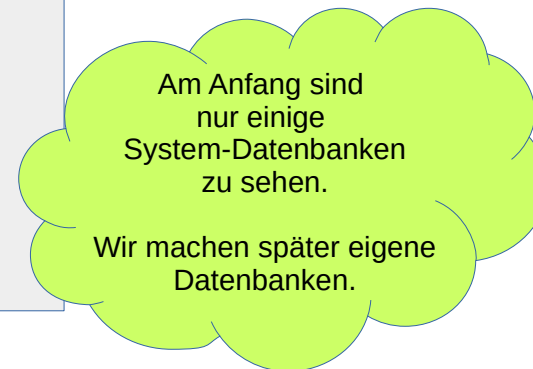 Am Anfang sind
nur einige
System-Datenbanken
zu sehen.
Wir machen später eigene
Datenbanken.